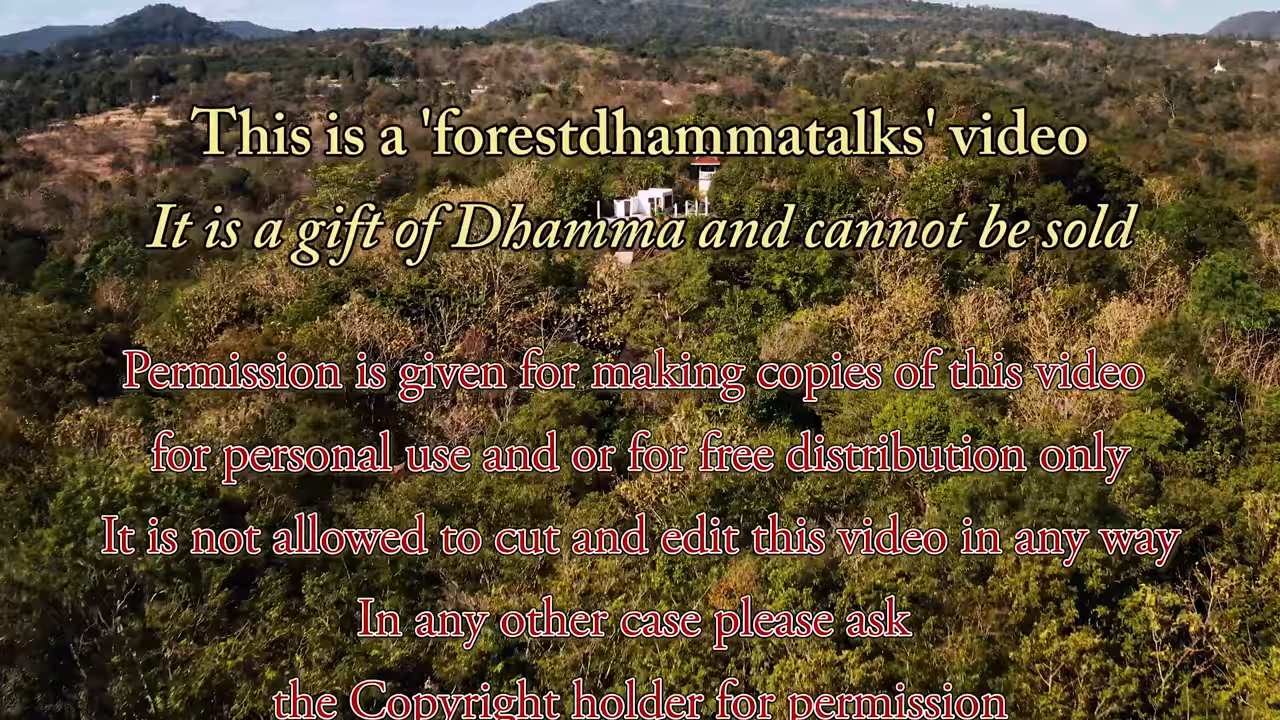 This is a 'forestdhammatalks' video
It is a gift of Dhamma and cannot be sold
Permission is given for making copies of this video
for personal use and or for free distribution only
It is not allowed to cut and edit this video in any way
In any other case please ask
the Copyright holder for permission